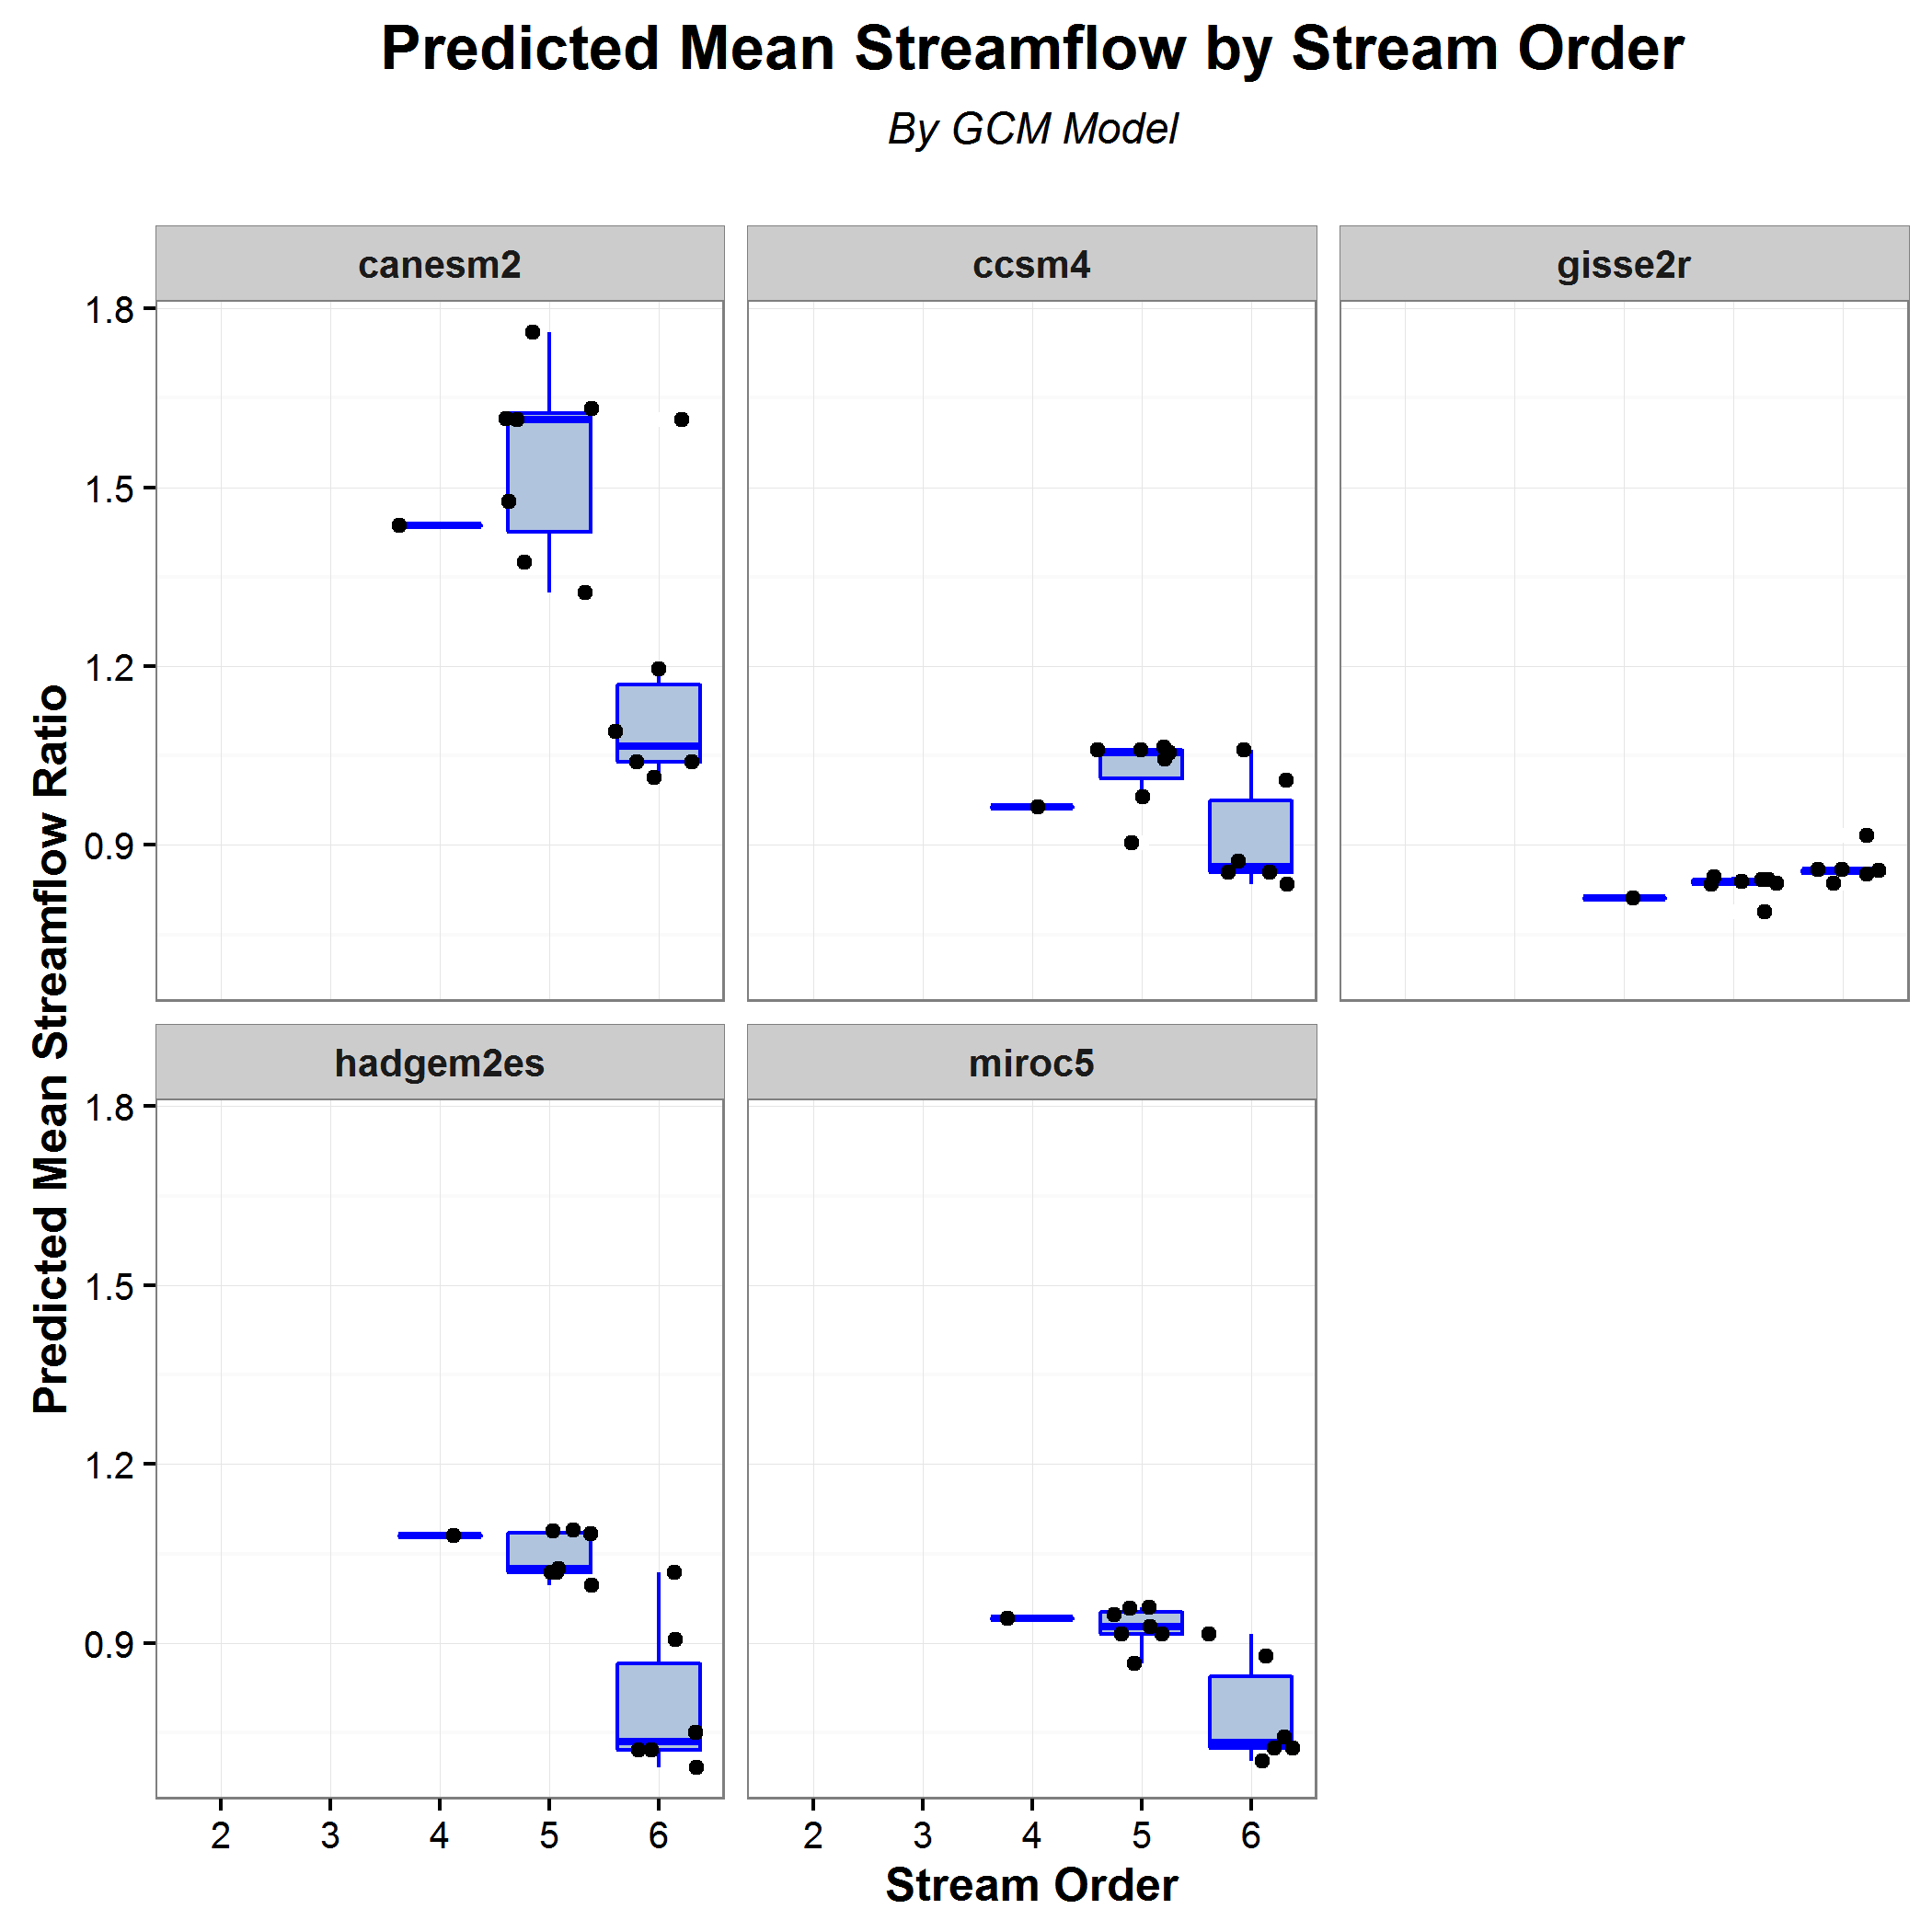 Predicted Mean Streamflow by Stream Order
By GCM Model
canesm2
ccsm4
gisse2r
1.8
1.5
1.2
0.9
Predicted Mean Streamflow Ratio
hadgem2es
miroc5
1.8
1.5
1.2
0.9
2 3 4 5 6
2 3 4 5 6
Stream Order